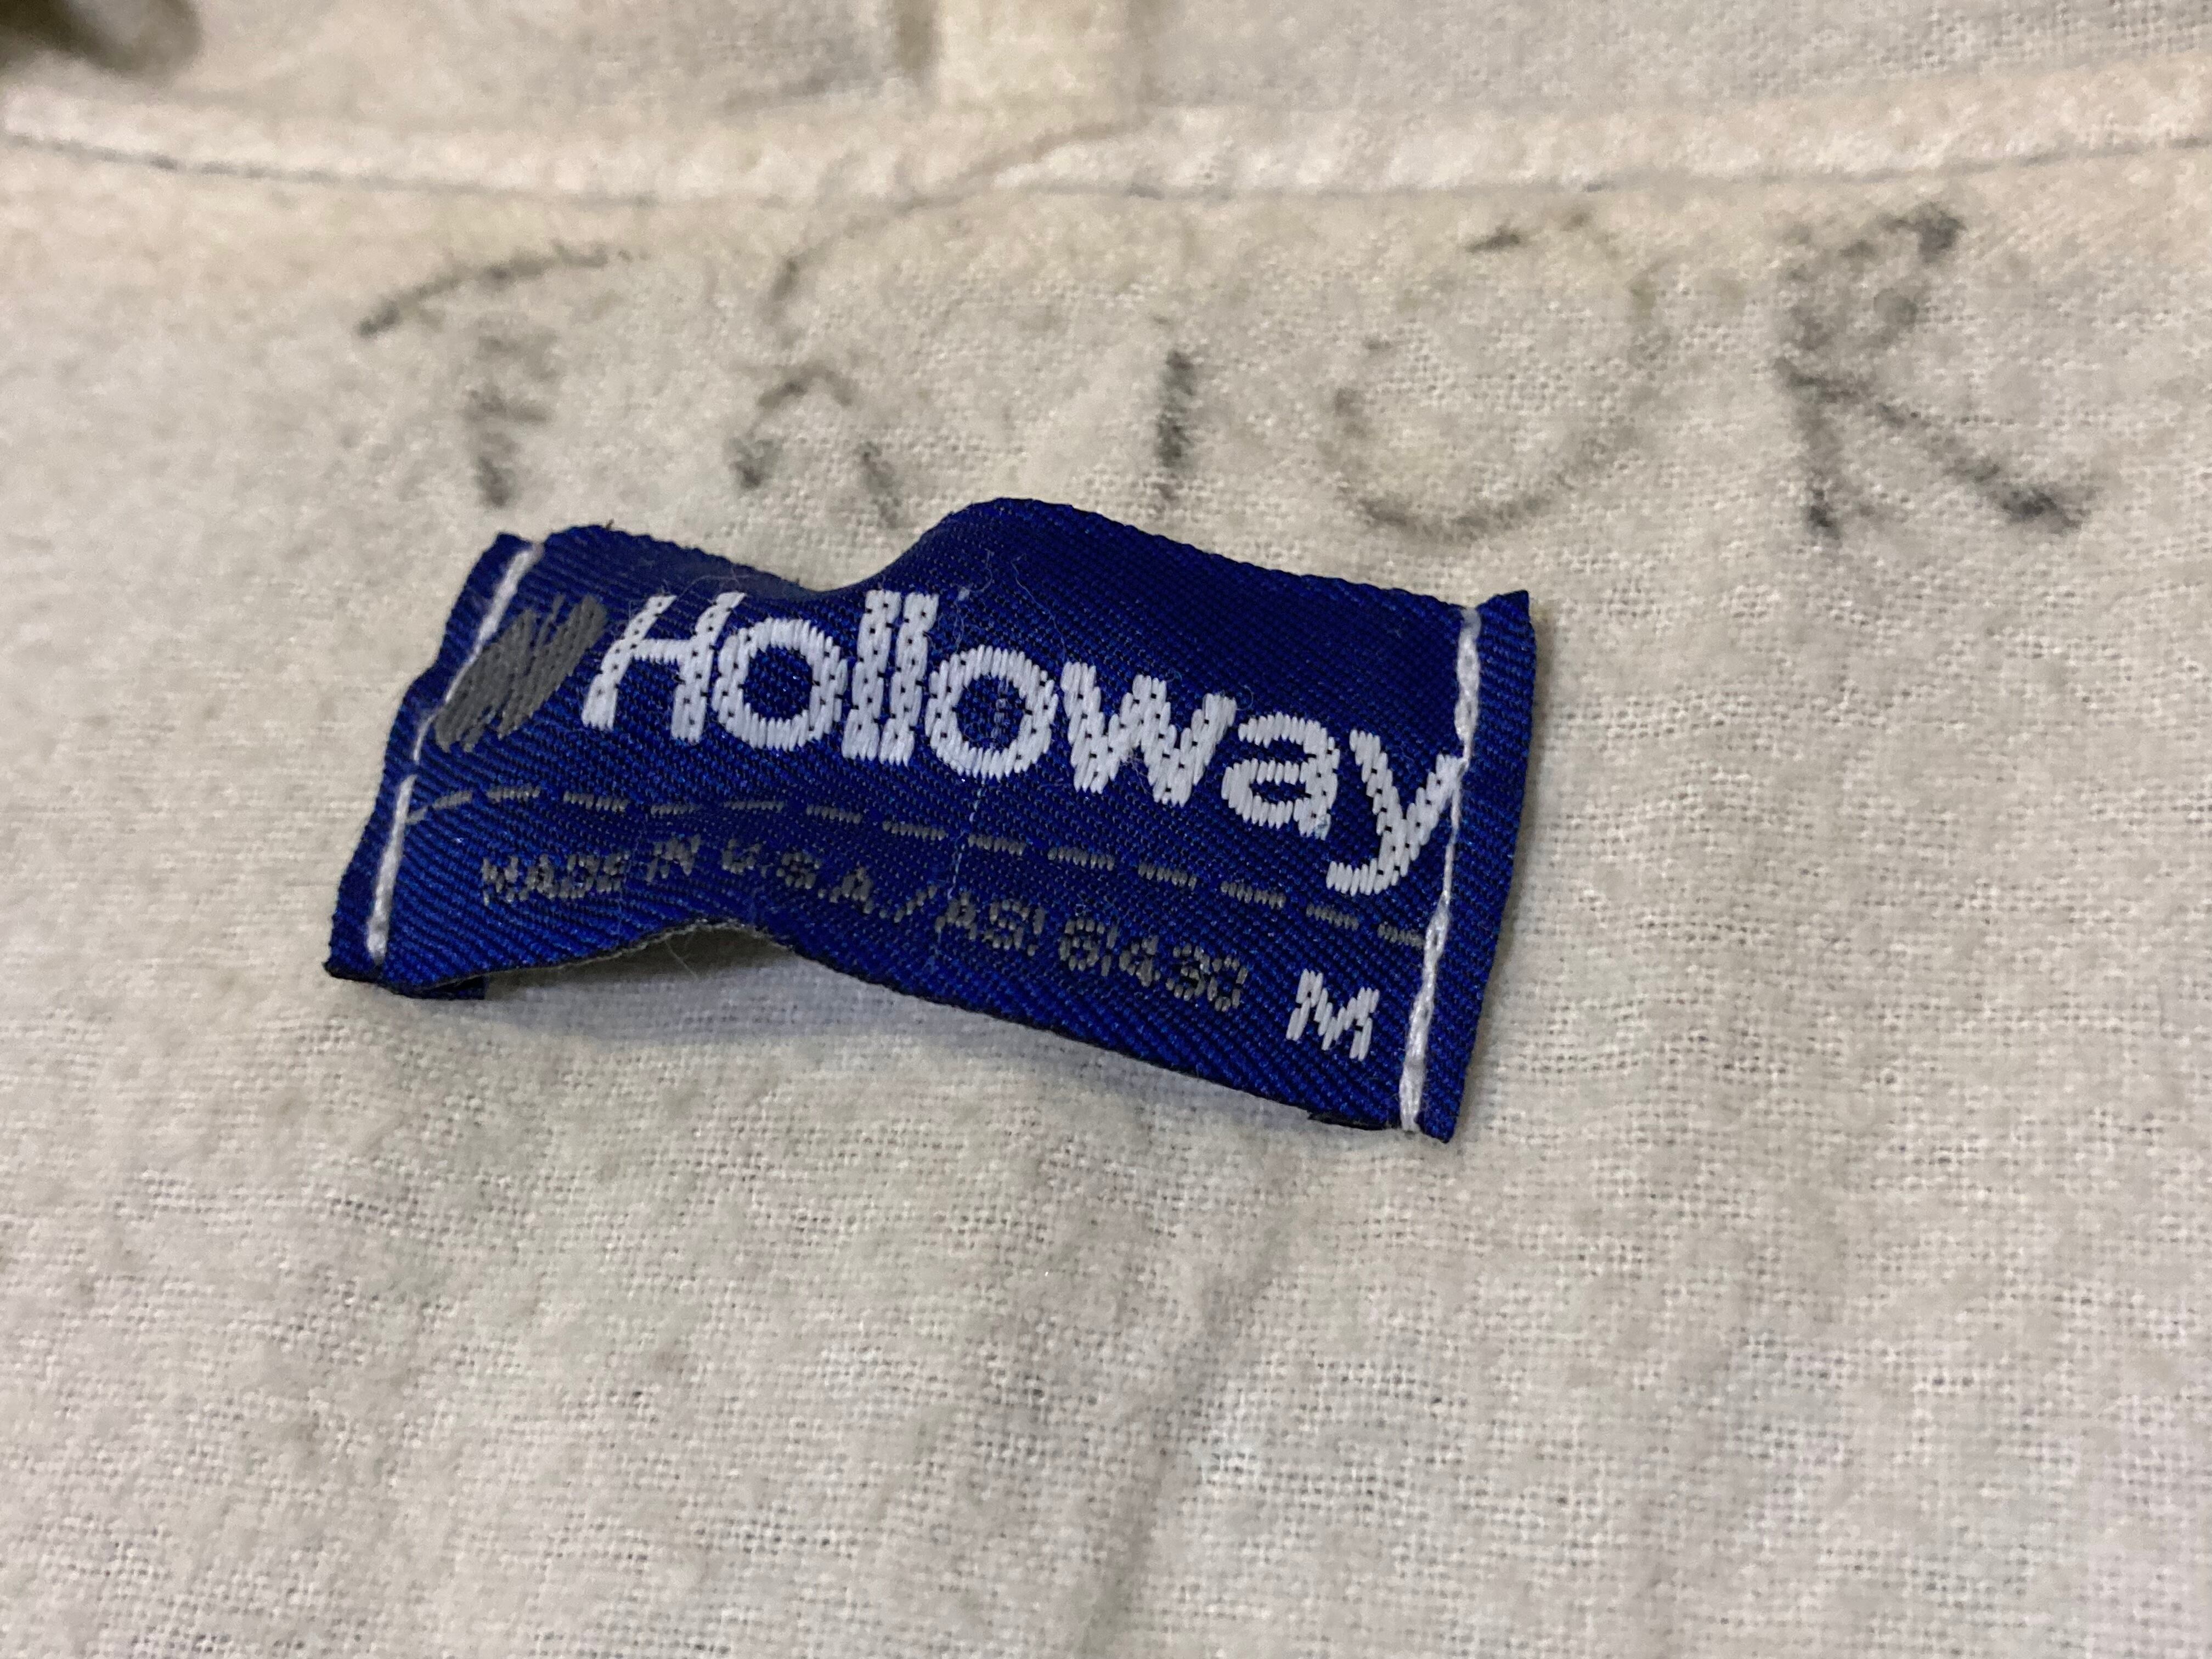 Holloway
MADE IN U.S.A./ASI 61430
M